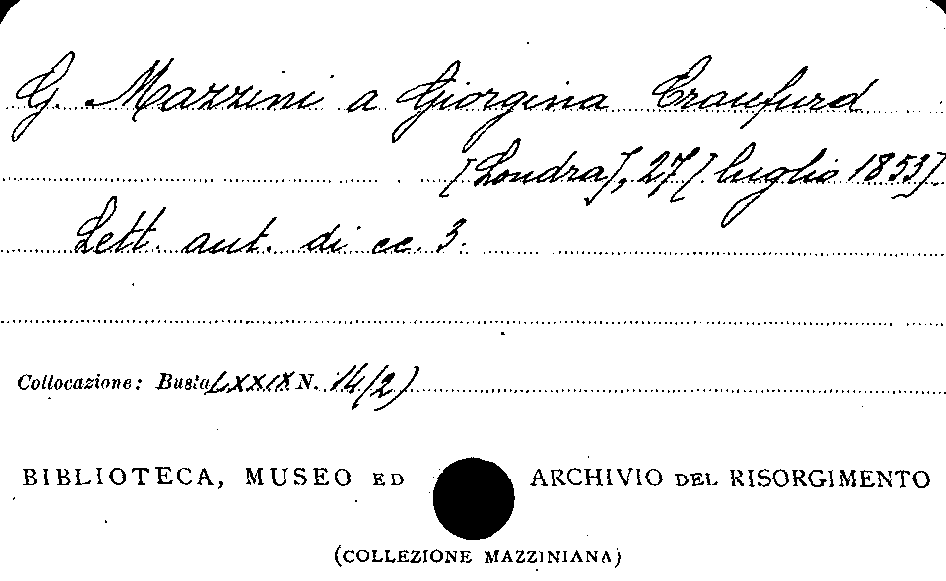 G. Mazzini a Giorgina Craufurd
[Londra], 27 [luglio 1853].
Lett. aut. di cc. 3.
Collocazione: Busta LXXIX N. 14(2)
BIBLIOTECA, MUSEO ED ARCHIVIO DEL RISORGIMENTO
(COLLEZIONE MAZZINIANA)